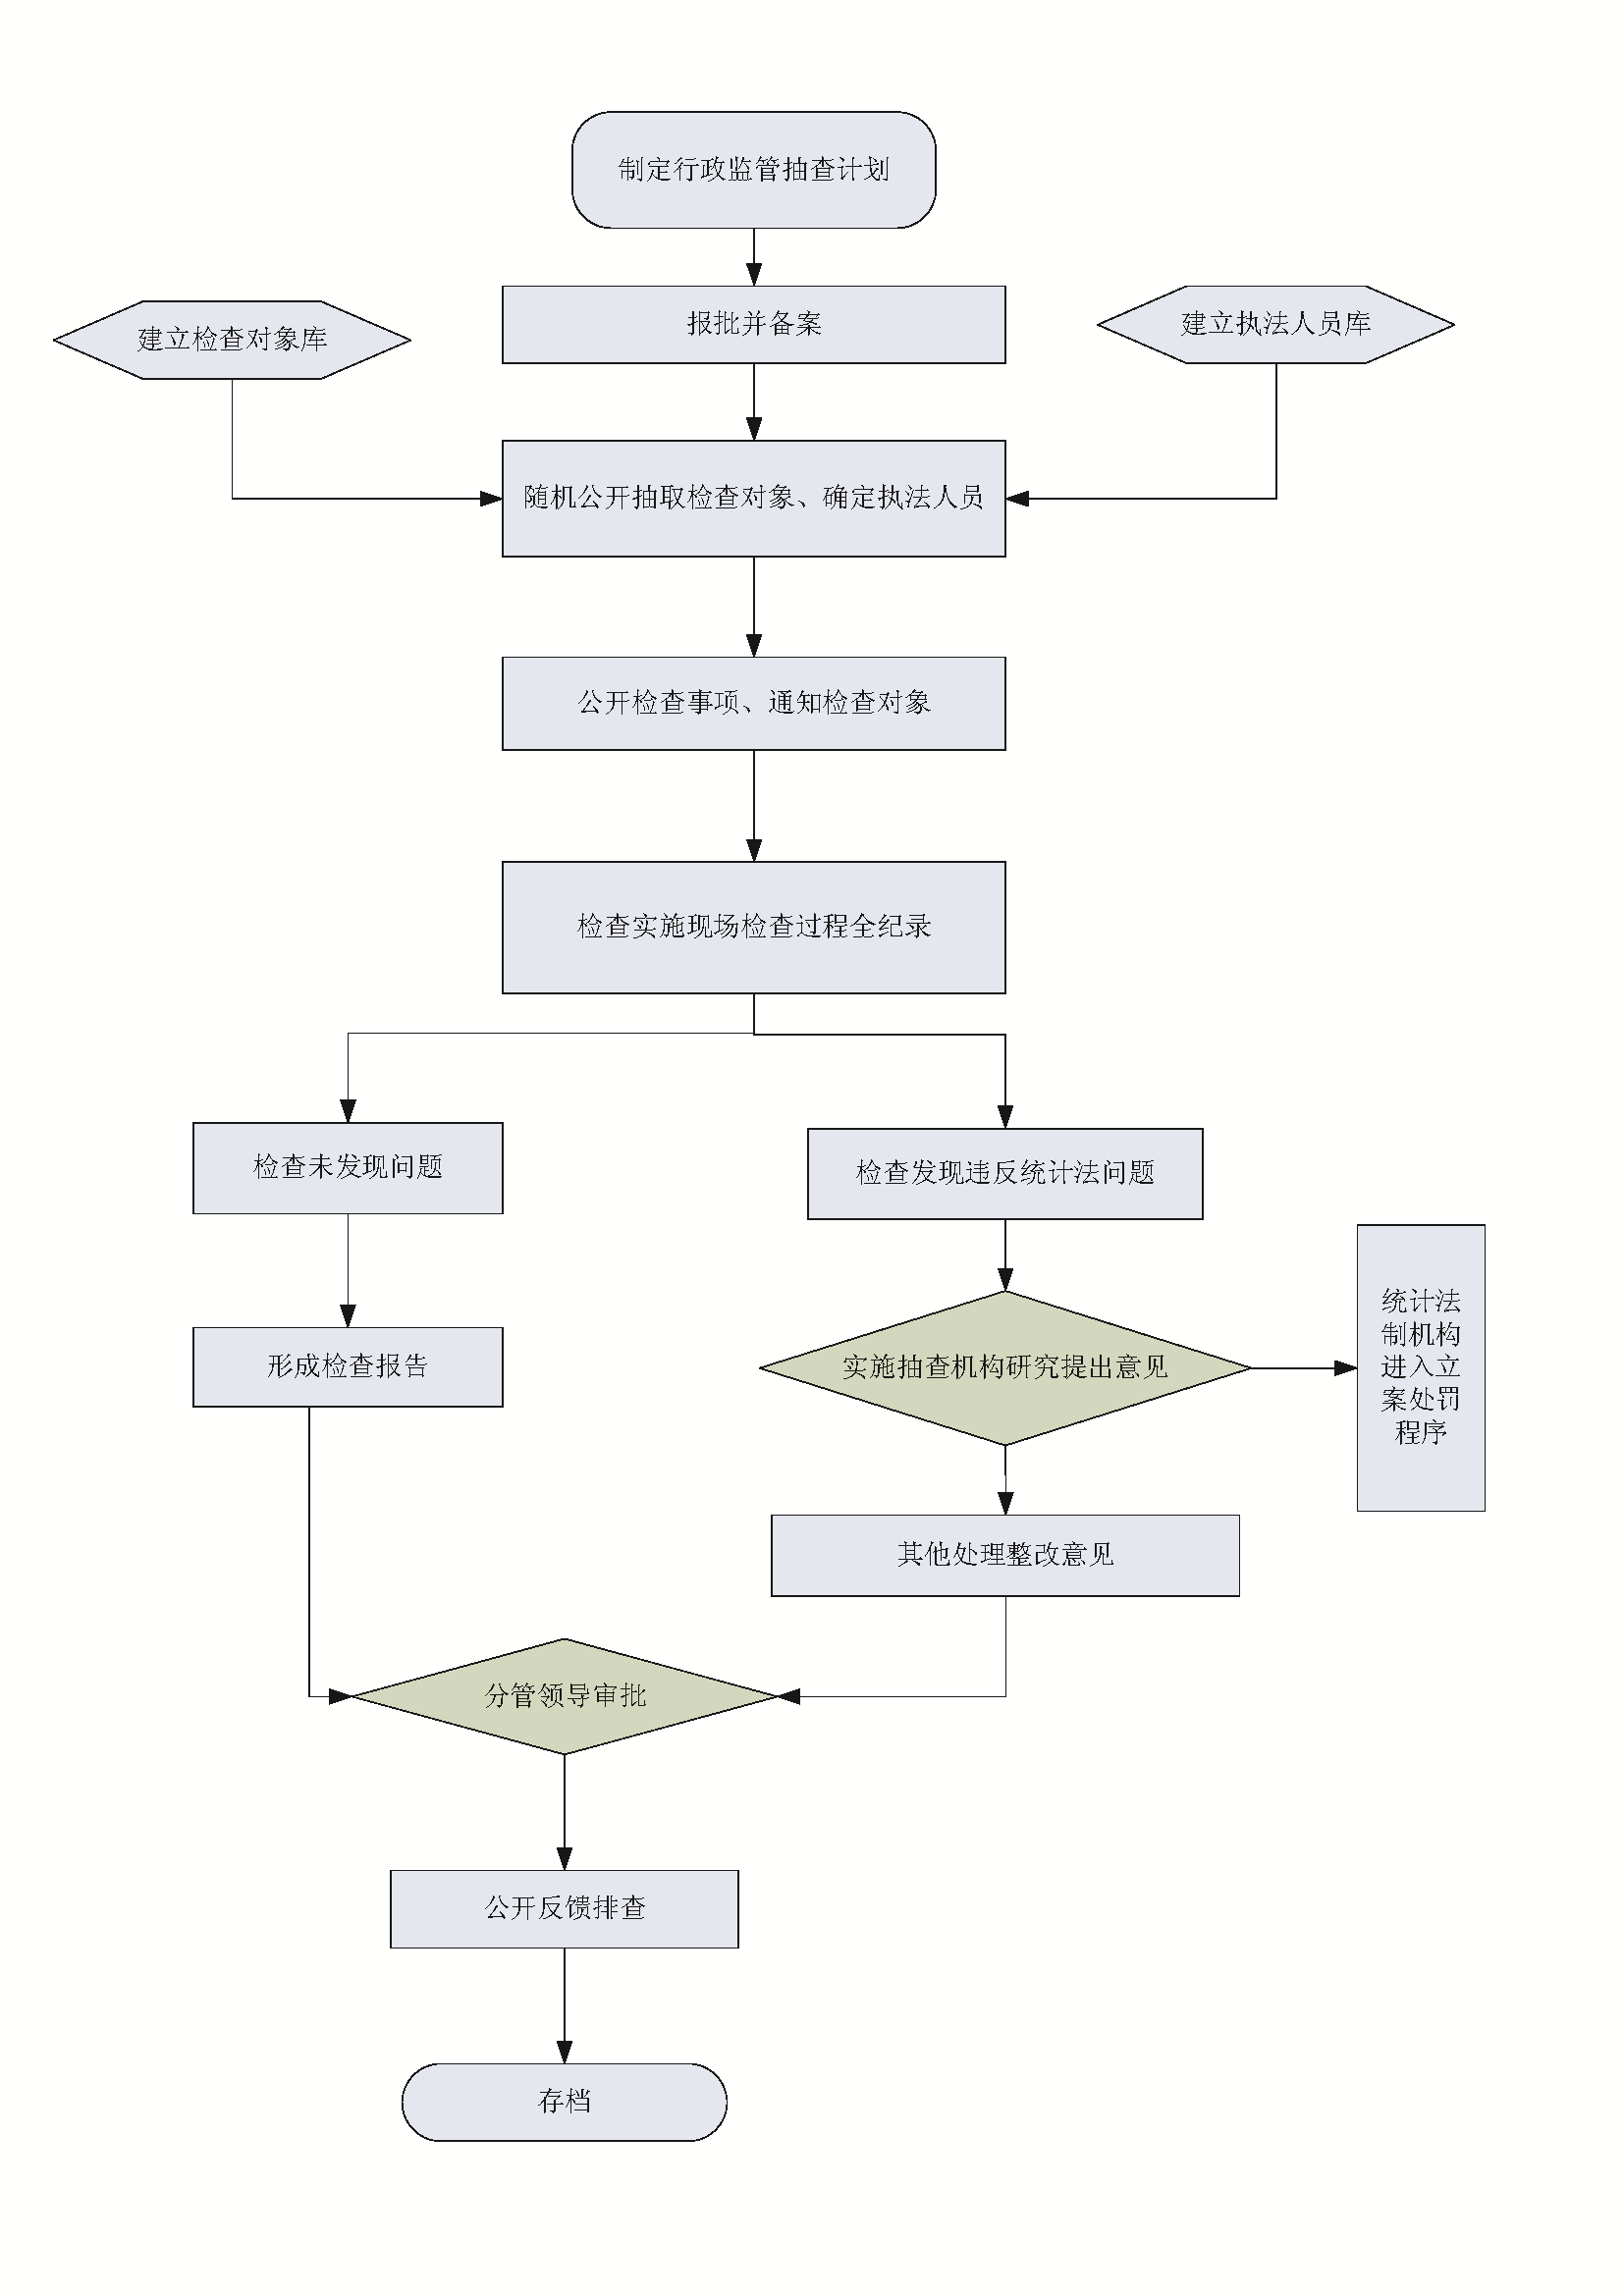 制定行政监管抽查计划
报批并备案
建立检查对象库
建立执法人员库
随机公开抽取检查对象、确定执法人员
公开检查事项、通知检查对象
检查实施现场检查过程全纪录
检查未发现问题
检查发现违反统计法问题
形成检查报告
实施抽查机构研究提出意见
统计法
制机构
进入立
案处罚
程序
其他处理整改意见
分管领导审批
公开反馈排查
存档